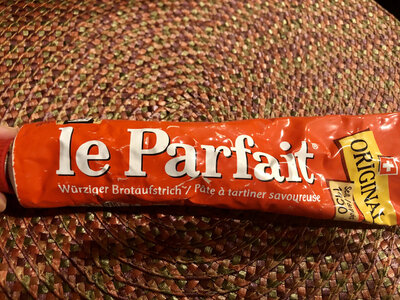 le Parfait
Würziger Brotaufstrich / Pâte à tartiner savoureuse
ORIGINAL